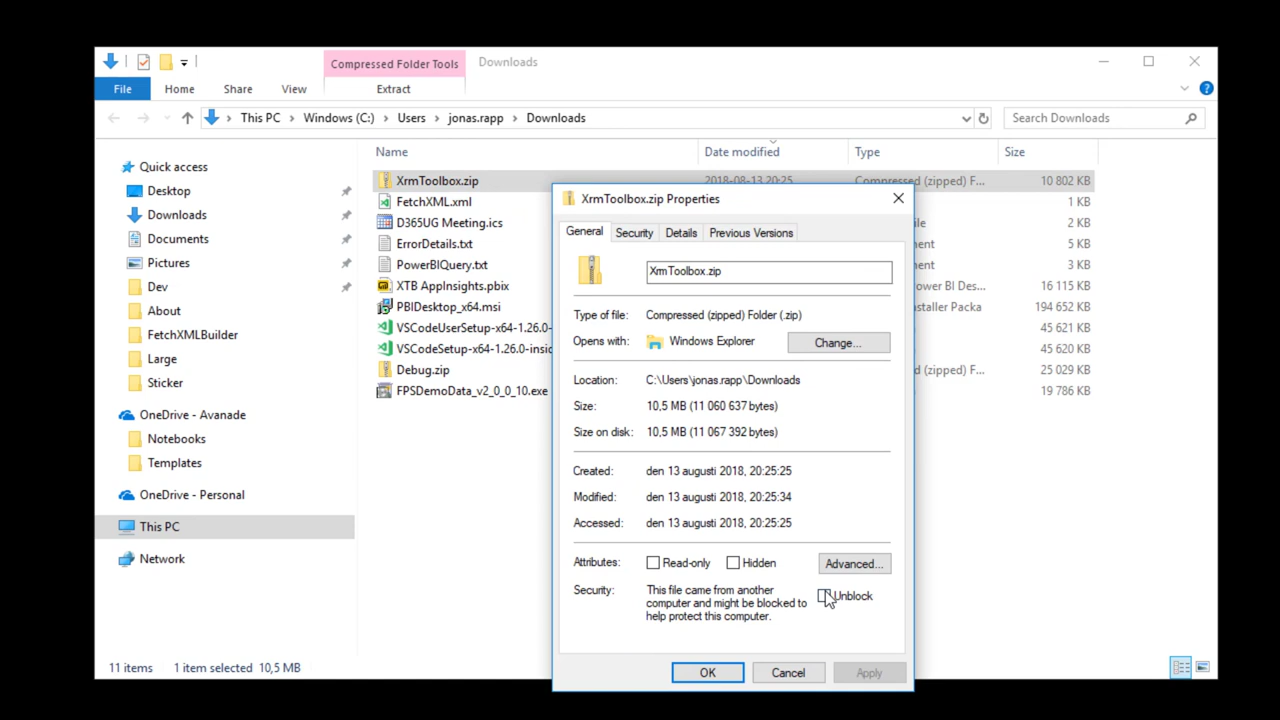 Compressed Folder Tools
Downloads
File
Home
Share
View
Extract
This PC
Windows (C:)
Users
jonas.rapp
Downloads
Search Downloads
Quick access
Desktop
Downloads
Documents
Pictures
Dev
About
FetchXMLBuilder
Large
Sticker
OneDrive - Avanade
Notebooks
Templates
OneDrive - Personal
This PC
Network
Name
Date modified
Type
Size
XrmToolbox.zip
2018-08-13 20:25
Compressed (zipped) F...
10 802 KB
FetchXML.xml
1 KB
D365UG Meeting.ics
ile
2 KB
ErrorDetails.txt
ent
5 KB
PowerBIQuery.txt
ent
3 KB
XTB AppInsights.pbix
ower BI Des...
16 115 KB
PBIDesktop_x64.msi
nstaller Packa
194 652 KB
VSCodeUserSetup-x64-1.26.0-
45 621 KB
VSCodeSetup-x64-1.26.0-insid
45 620 KB
Debug.zip
d (zipped) F...
25 029 KB
FPSDemoData_v2_0_0_10.exe
19 786 KB
XrmToolbox.zip Properties
General
Security
Details
Previous Versions
XrmToolbox.zip
Type of file:
Compressed (zipped) Folder (.zip)
Opens with:
Windows Explorer
Change...
Location:
C:\Users\jonas.rapp\Downloads
Size:
10,5 MB (11 060 637 bytes)
Size on disk:
10,5 MB (11 067 392 bytes)
Created:
den 13 augusti 2018, 20:25:25
Modified:
den 13 augusti 2018, 20:25:34
Accessed:
den 13 augusti 2018, 20:25:25
Attributes:
Read-only
Hidden
Advanced...
Security:
This file came from another
computer and might be blocked to
help protect this computer.
Unblock
OK
Cancel
Apply
11 items
1 item selected 10,5 MB